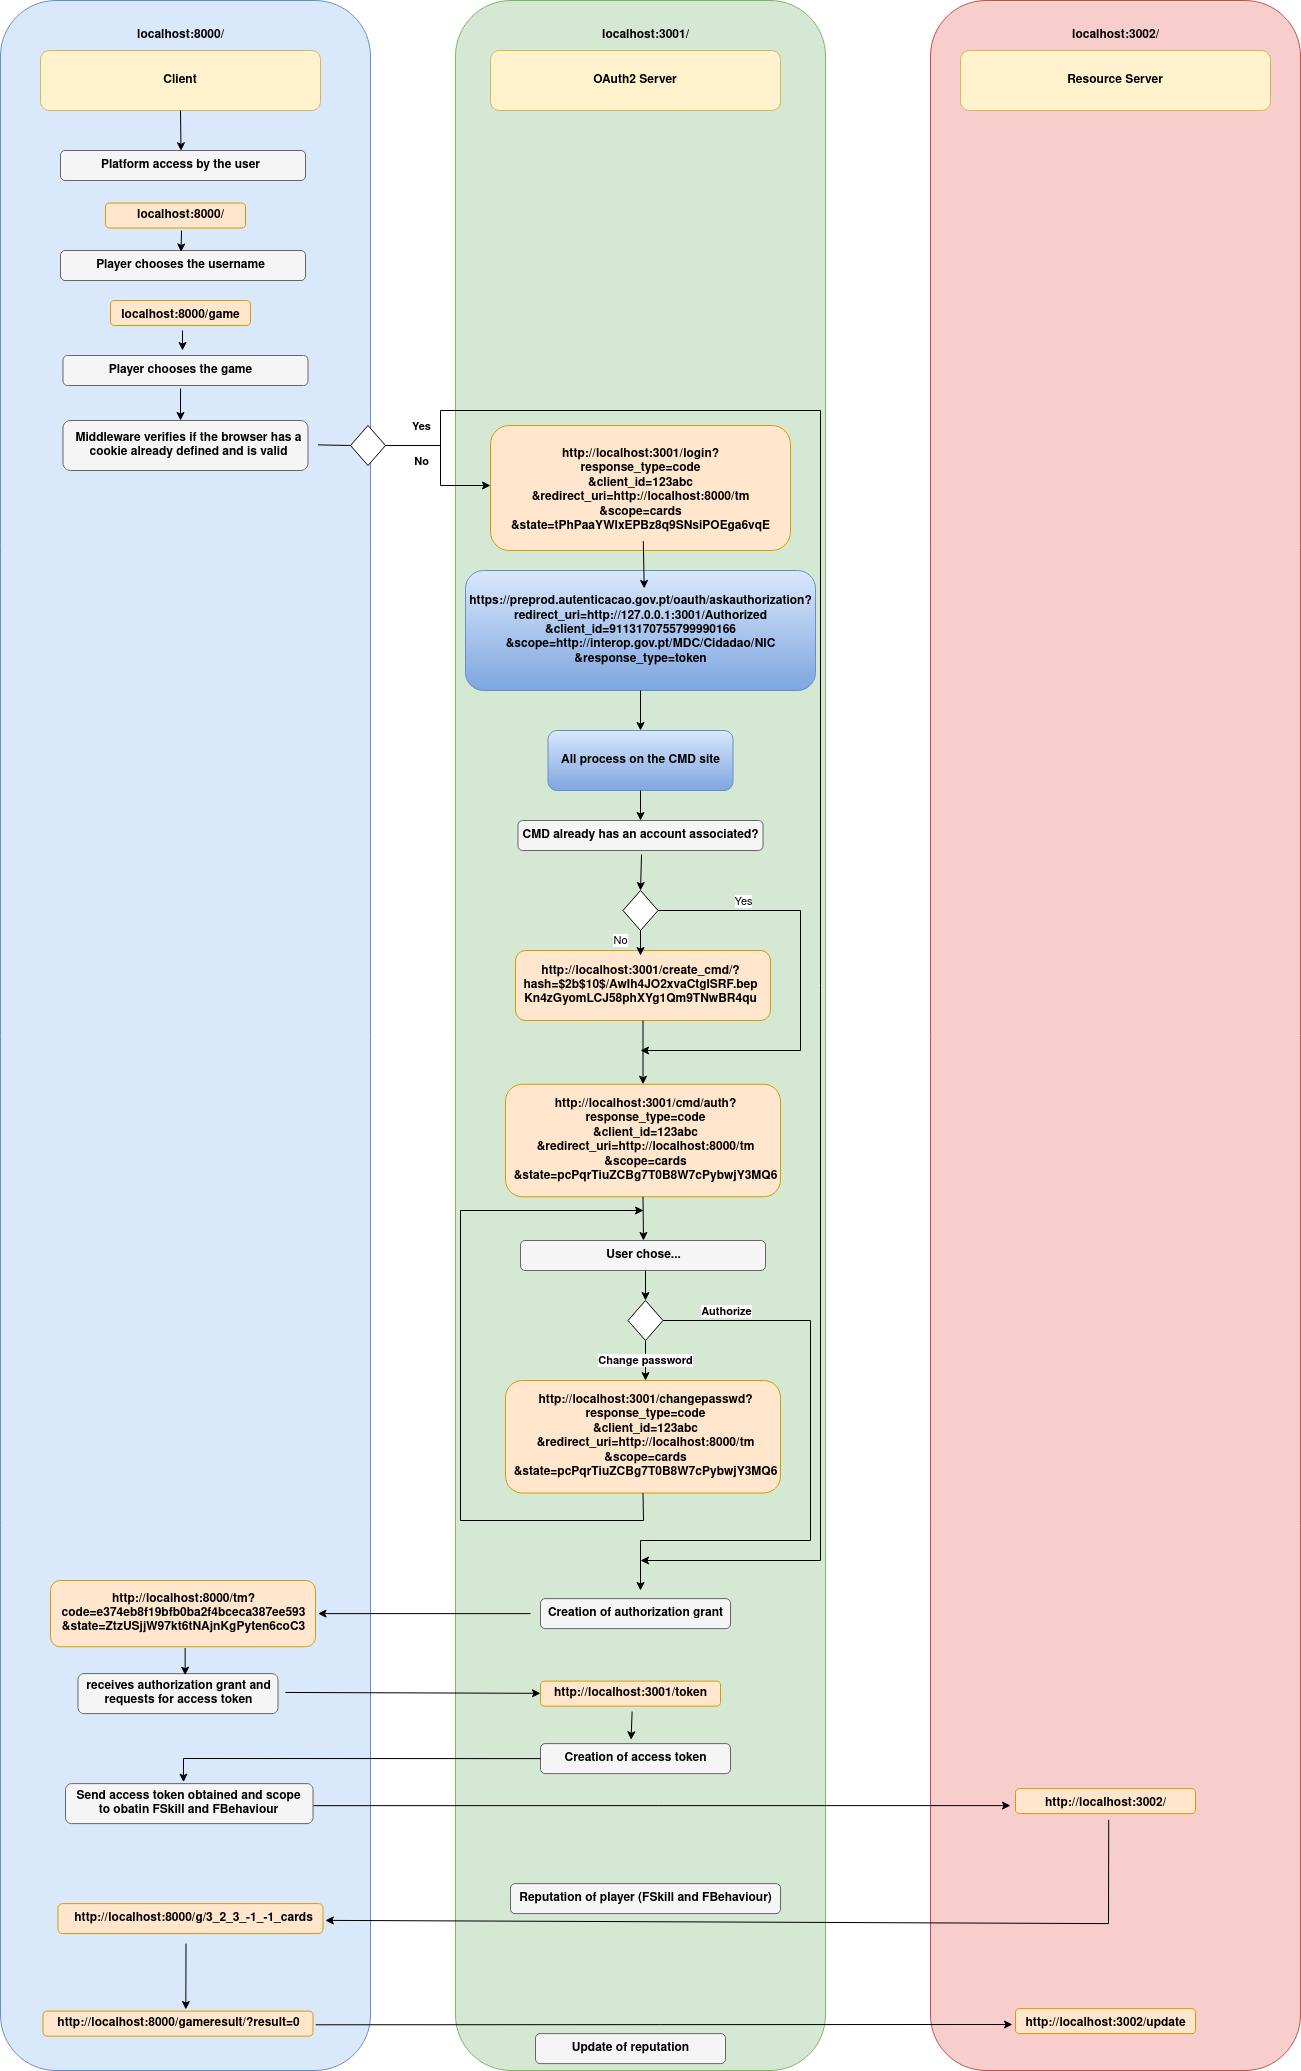 localhost:8000/
Client
Platform access by the user
localhost:8000/
Player chooses the username
localhost:8000/game
Player chooses the game
Middleware verifies if the browser has a
cookie already defined and is valid
Yes
No
localhost:3001/
OAuth2 Server
http://localhost:3001/login?
response_type=code
&client_id=123abc
&redirect_uri=http://localhost:8000/tm
&scope=cards
&state=tPhPaaYWlxEPBz8q9SNsiPOEga6vqE
https://preprod.autenticacao.gov.pt/oauth/askauthorization?
redirect_uri=http://127.0.0.1:3001/Authorized
&client_id=9113170755799990166
&scope=http://interop.gov.pt/MDC/Cidadao/NIC
&response_type=token
All process on the CMD site
CMD already has an account associated?
Yes
No
http://localhost:3001/create_cmd/?
hash=$2b$10$/Awlh4JO2xvaCtglSRF.bep
Kn4zGyomLCJ58phXYg1Qm9TNwBR4qu
http://localhost:3001/cmd/auth?
response_type=code
&client_id=123abc
&redirect_uri=http://localhost:8000/tm
&scope=cards
&state=pcPqrTiuZCBg7T0B8W7cPybwjY3MQ6
User chose...
Authorize
Change password
http://localhost:3001/changepasswd?
response_type=code
&client_id=123abc
&redirect_uri=http://localhost:8000/tm
&scope=cards
&state=pcPqrTiuZCBg7T0B8W7cPybwjY3MQ6
Creation of authorization grant
http://localhost:8000/tm?
code=e374eb8f19bfb0ba2f4bceca387ee593
&state=ZtzUSjjW97kt6tNAjnKgPyten6coC3
receives authorization grant and
requests for access token
http://localhost:3001/token
Creation of access token
Send access token obtained and scope
to obatin FSkill and FBehaviour
localhost:3002/
Resource Server
http://localhost:3002/
Reputation of player (FSkill and FBehaviour)
http://localhost:8000/g/3_2_3_-1_-1_cards
http://localhost:8000/gameresult/?result=0
http://localhost:3002/update
Update of reputation